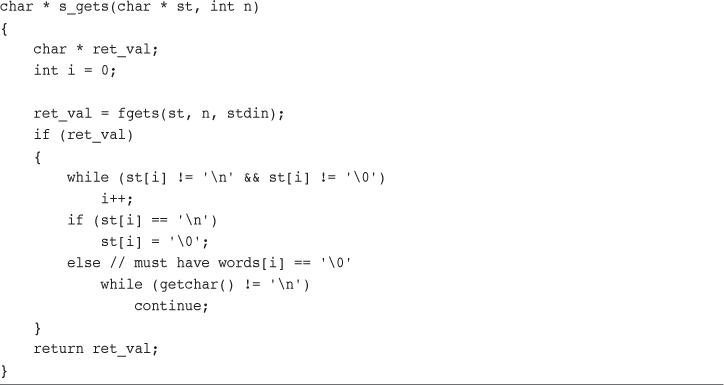 char * s_gets(char * st, int n)
{
    char * ret_val;
    int i = 0;

    ret_val = fgets(st, n, stdin);
    if (ret_val)
    {
        while (st[i] != '\n' && st[i] != '\0')
            i++;
        if (st[i] == '\n')
            st[i] = '\0';
        else // must have words[i] == '\0'
            while (getchar() != '\n')
                continue;
    }
    return ret_val;
}